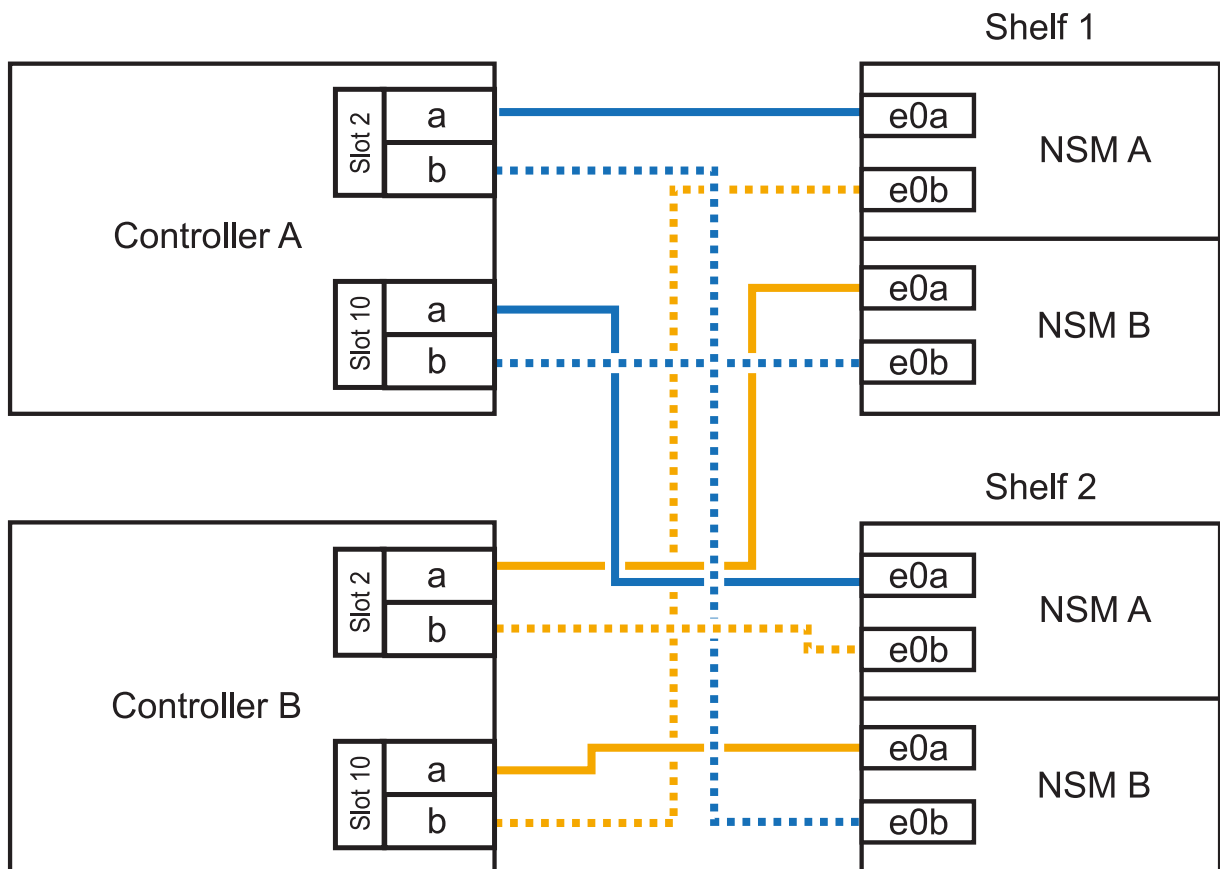 Shelf 1
Slot 2
a
b
Controller A
Slot 10
a
b
e0a
NSM A
e0b
e0a
NSM B
e0b
Shelf 2
Slot 2
a
b
Controller B
Slot 10
a
b
e0a
NSM A
e0b
e0a
NSM B
e0b